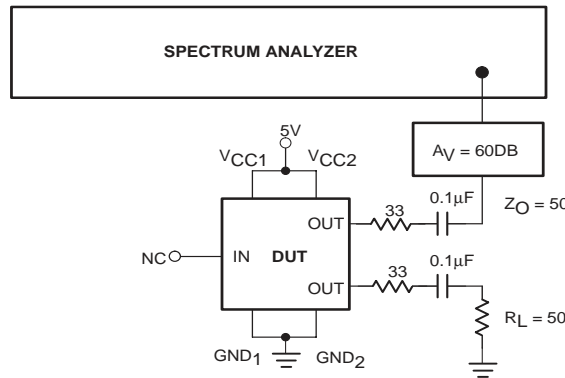 SPECTRUM ANALYZER
5V
VCC1
VCC2
AV = 60DB
0.1μF
ZO = 50
33
OUT
NC
IN
DUT
0.1μF
33
OUT
RL = 50
GND1
GND2